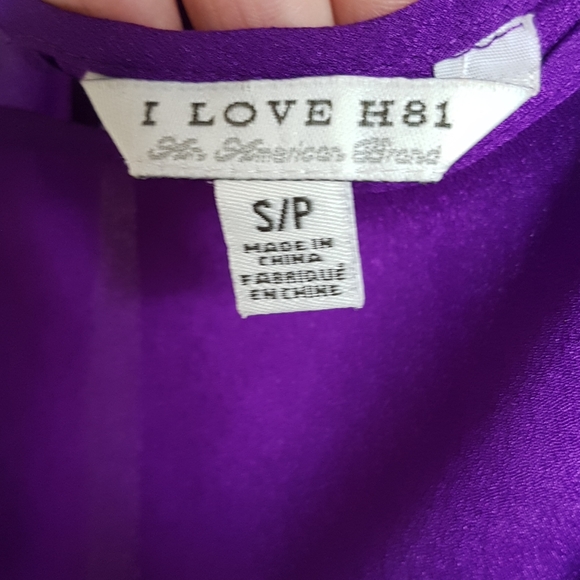 I LOVE H81
An American Brand
S/P
MADE IN
CHINA
FABRIQUÉ
EN CHINE